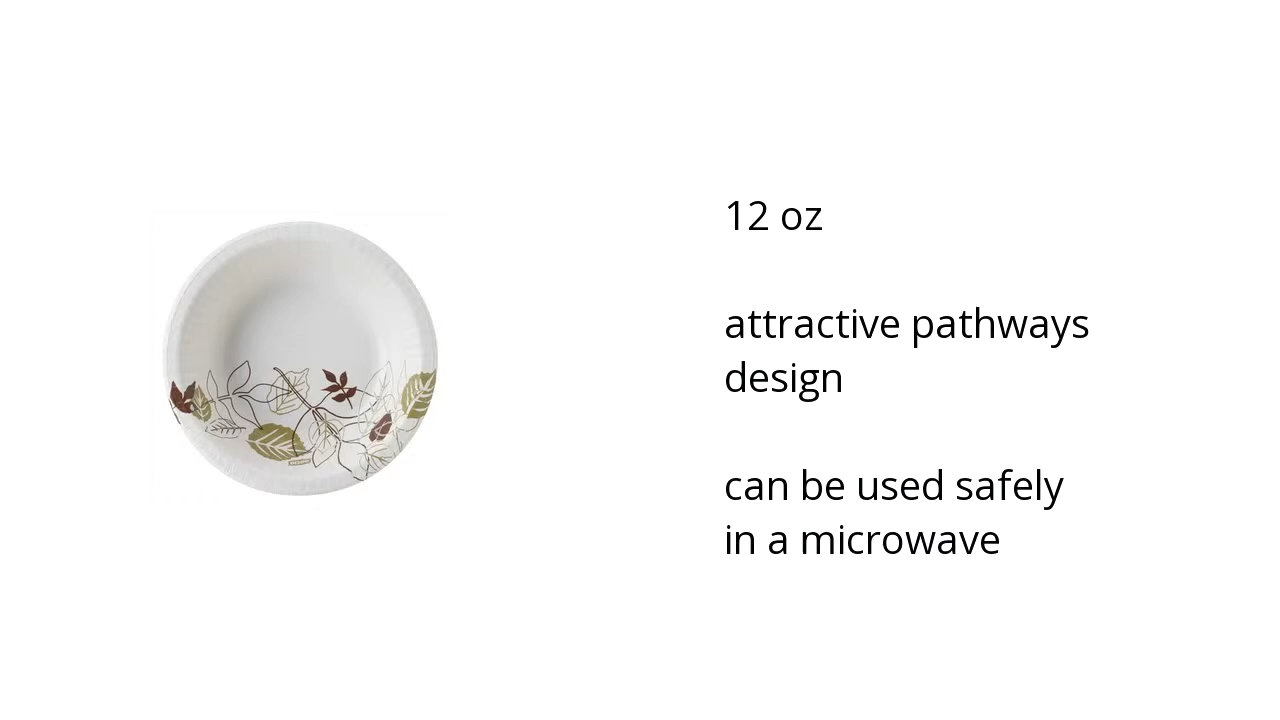 12 oz
attractive pathways
design
can be used safely
in a microwave